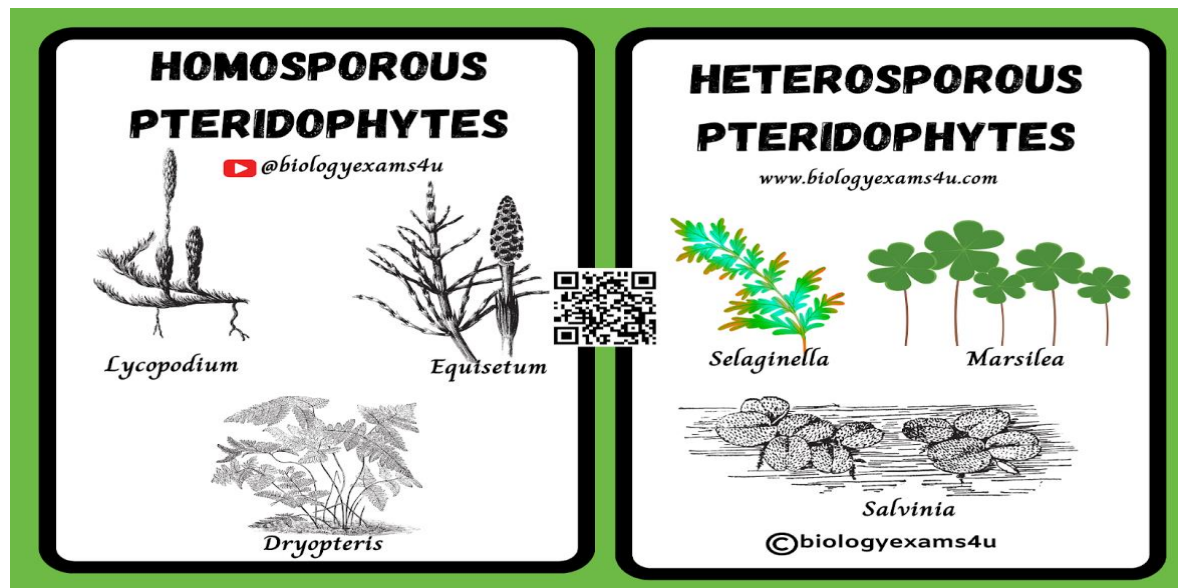 HOMOSPOROUS
PTERIDOPHYTES
@biologyexams4u
Lycopodium
Equisetum
Dryopteris
HETEROSPOROUS
PTERIDOPHYTES
www.biologyexams4u.com
Selaginella
Marsilea
Salvinia
©biologyexams4u